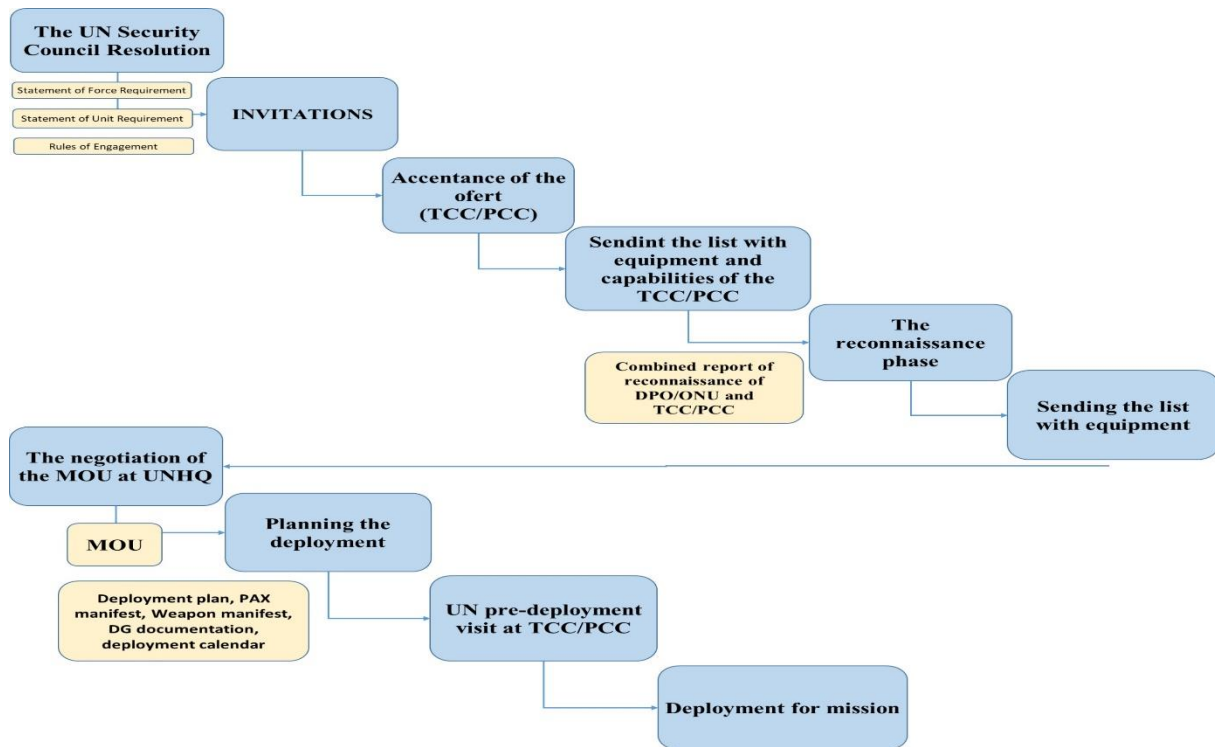 The UN Security
Council Resolution
Statement of Force Requirement
Statement of Unit Requirement
Rules of Engagement
INVITATIONS
Accentance of the
ofert
(TCC/PCC)
Sendint the list with
equipment and
capabilities of the
TCC/PCC
The
reconnaissance
phase
Combined report of
reconnaissance of
DPO/ONU and
TCC/PCC
Sending the list
with equipment
The negotiation of
the MOU at UNHQ
MOU
Planning the
deployment
Deployment plan, PAX
manifest, Weapon manifest,
DG documentation,
deployment calendar
UN pre-deployment
visit at TCC/PCC
Deployment for mission